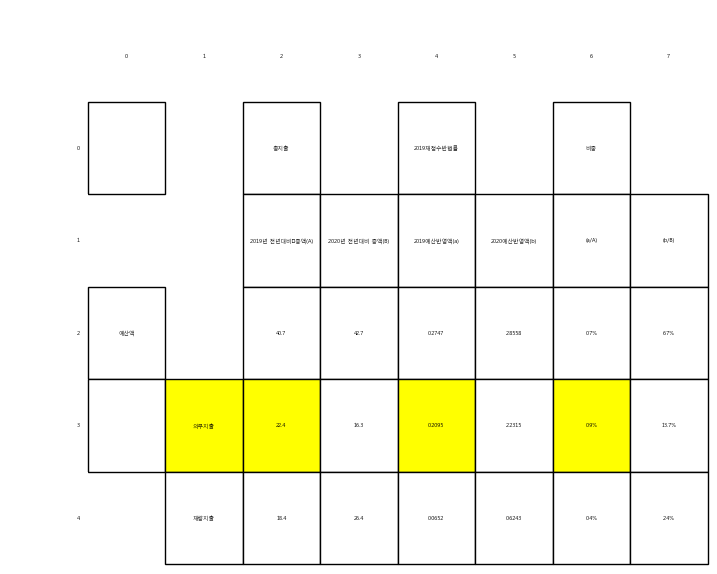 0 1 2 3 4 5 6 7
0 총지출 2019재정수반법률 비중
1 2019년 전년대비 증액(A) 2020년 전년대비 증액(B) 2019예산반영액(a) 2020예산반영액(b) (a/A) (b/B)
2 예산액 40.7 42.7 0.2747 2.8558 0.7% 6.7%
3 의무지출 22.4 16.3 0.2095 2.2315 0.9% 13.7%
4 재량지출 18.4 26.4 0.0652 0.6243 0.4% 2.4%